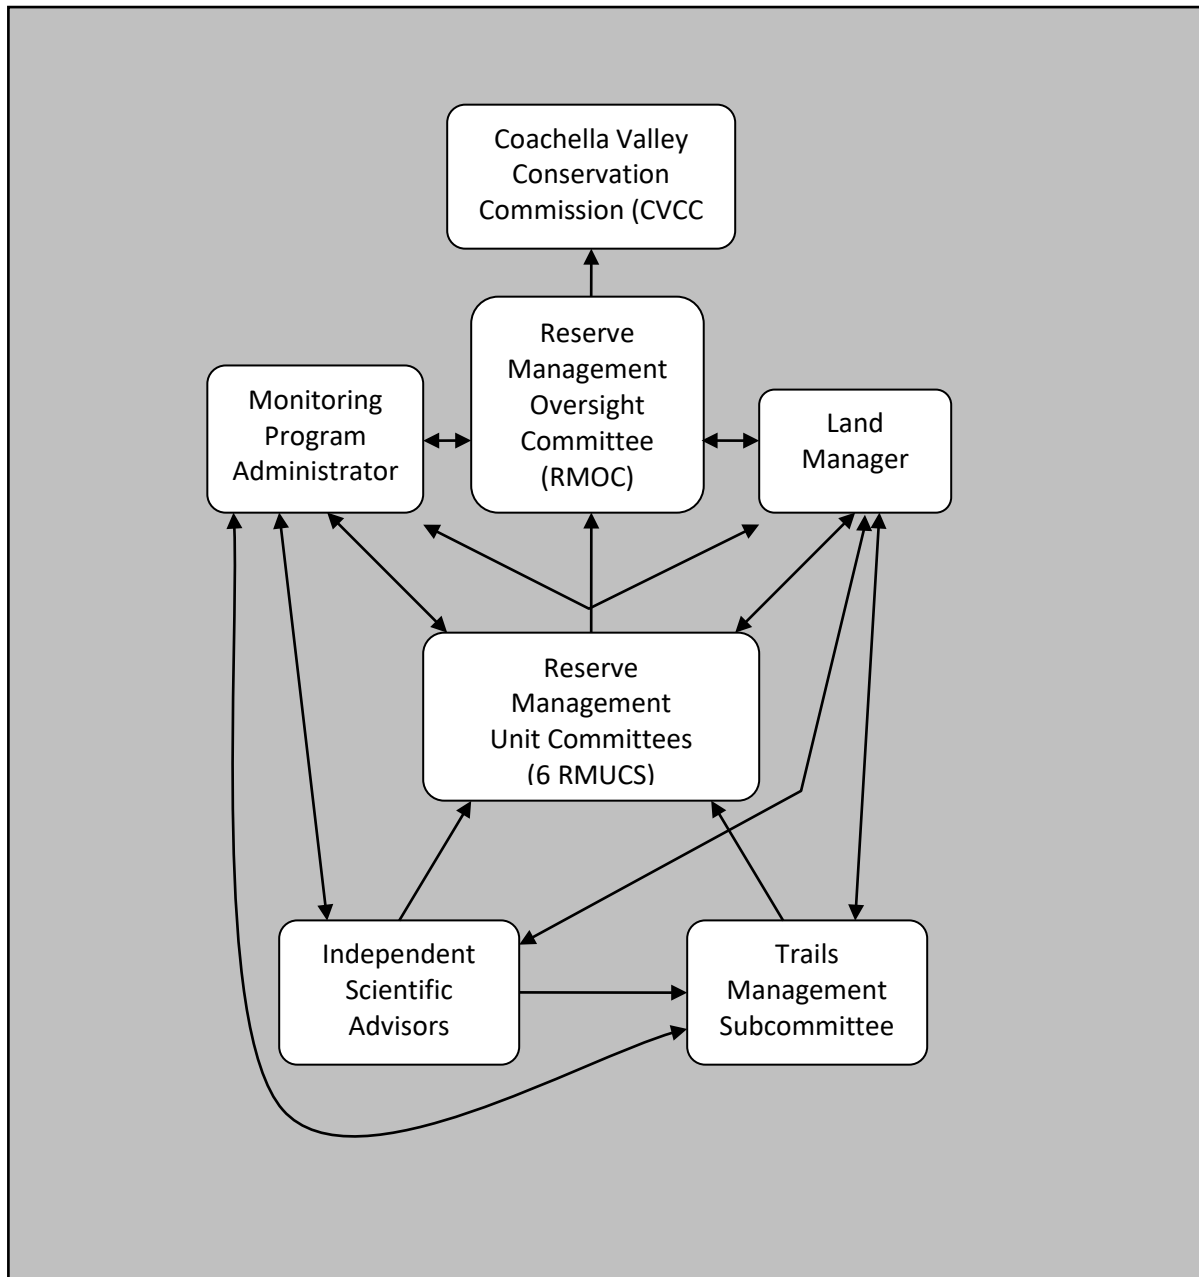 Coachella Valley
Conservation
Commission (CVCC
Reserve
Management
Oversight
Committee
(RMOC)
Monitoring
Program
Administrator
Land
Manager
Reserve
Management
Unit Committees
(6 RMUCS)
Independent
Scientific
Advisors
Trails
Management
Subcommittee